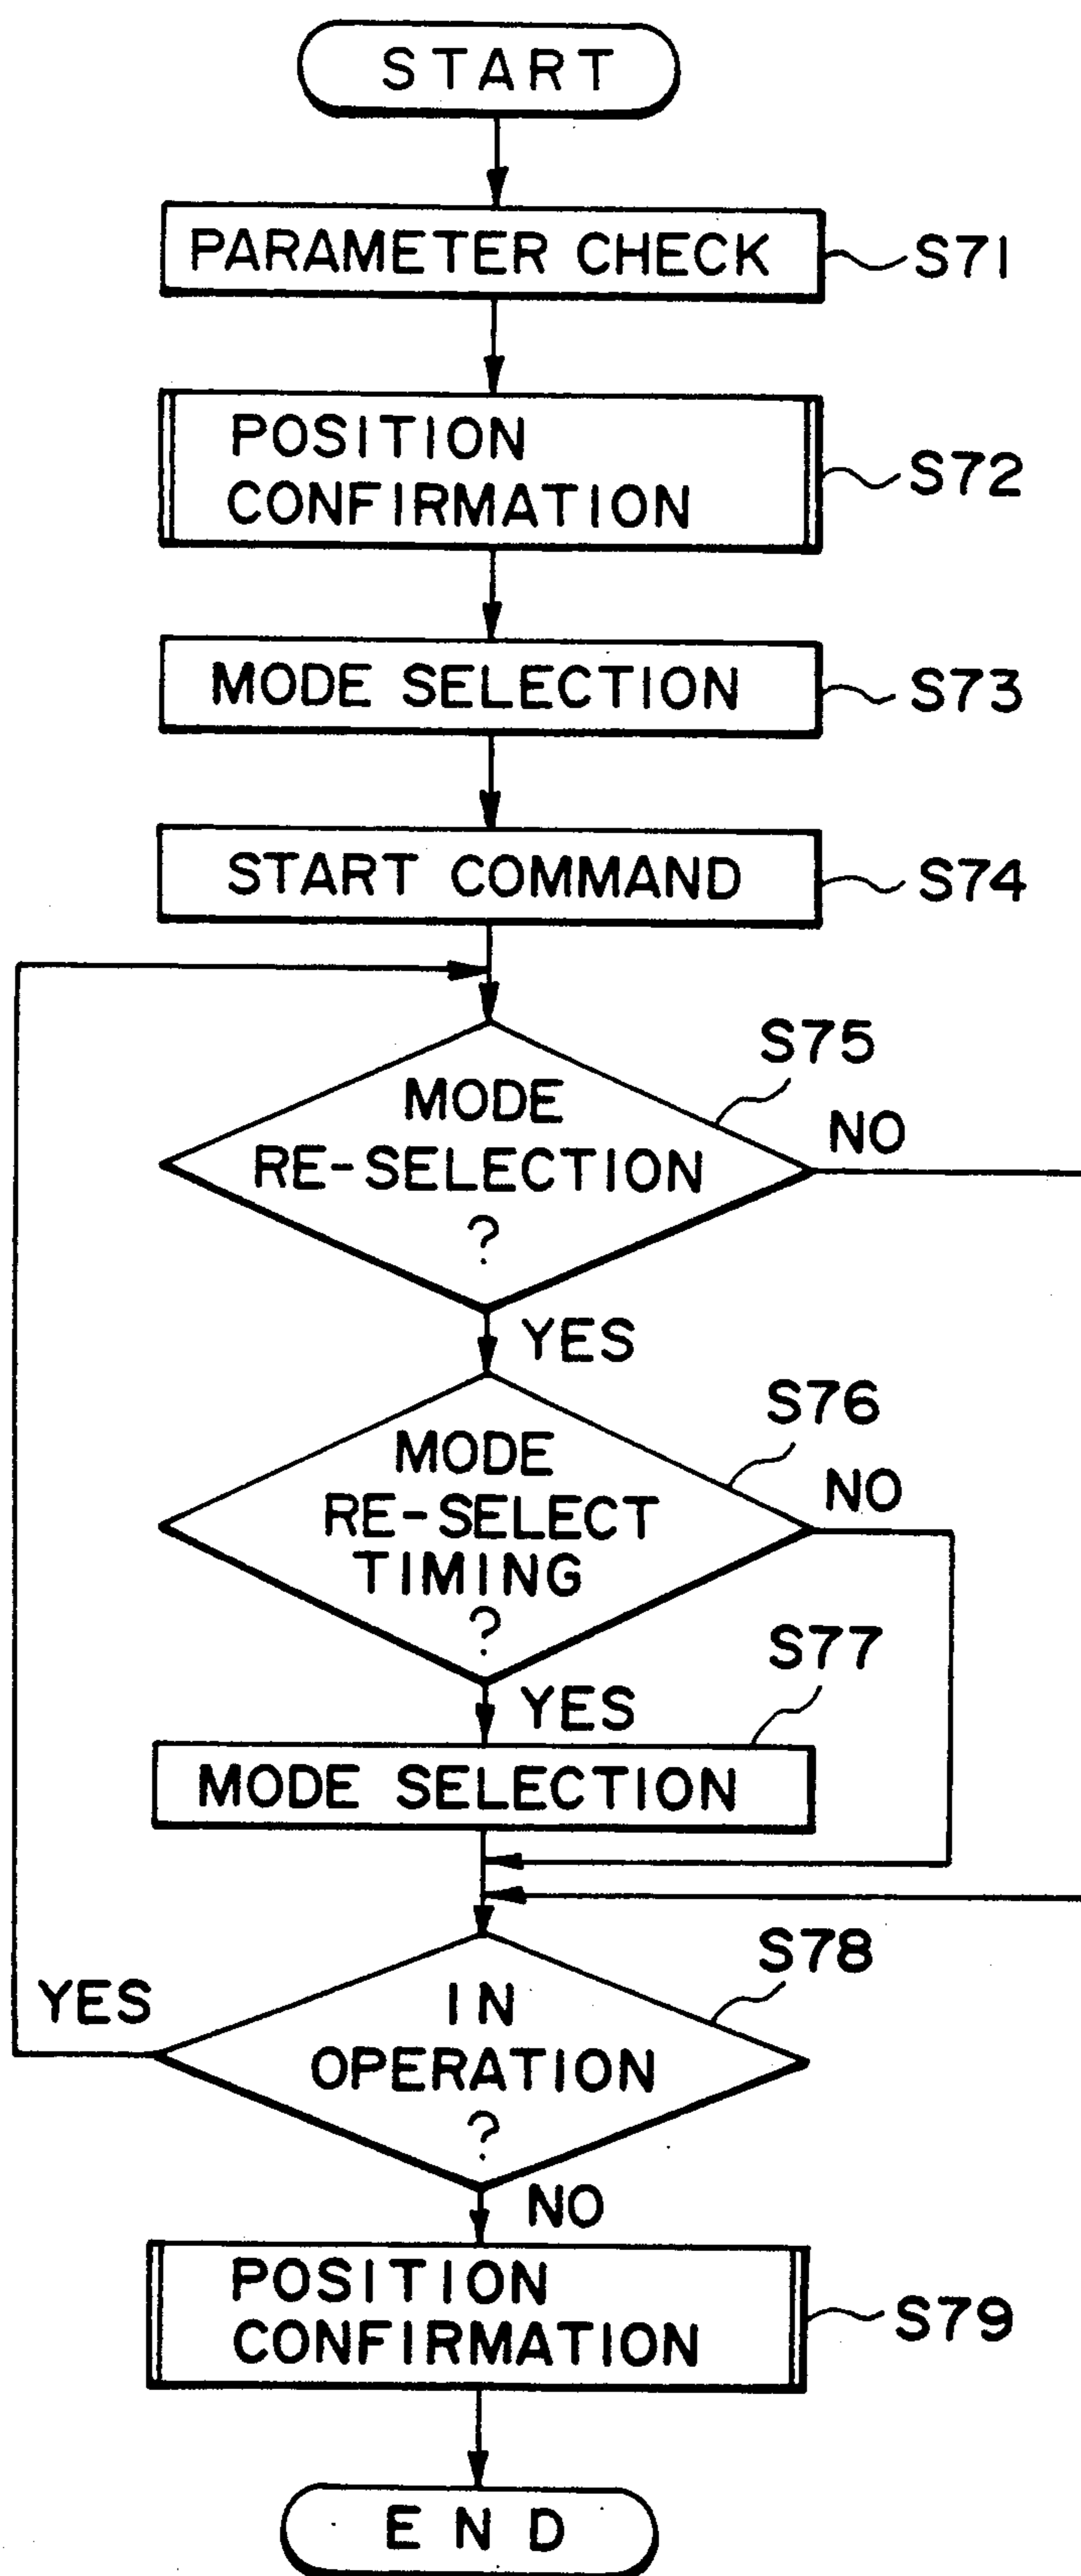 START
PARAMETER CHECK
S71
POSITION
CONFIRMATION
S72
MODE SELECTION
S73
START COMMAND
S74
S75
MODE
RE-SELECTION
?
NO
YES
S76
MODE
RE-SELECT
TIMING
?
NO
S77
YES
MODE SELECTION
S78
IN
OPERATION
?
YES
NO
POSITION
CONFIRMATION
S79
END